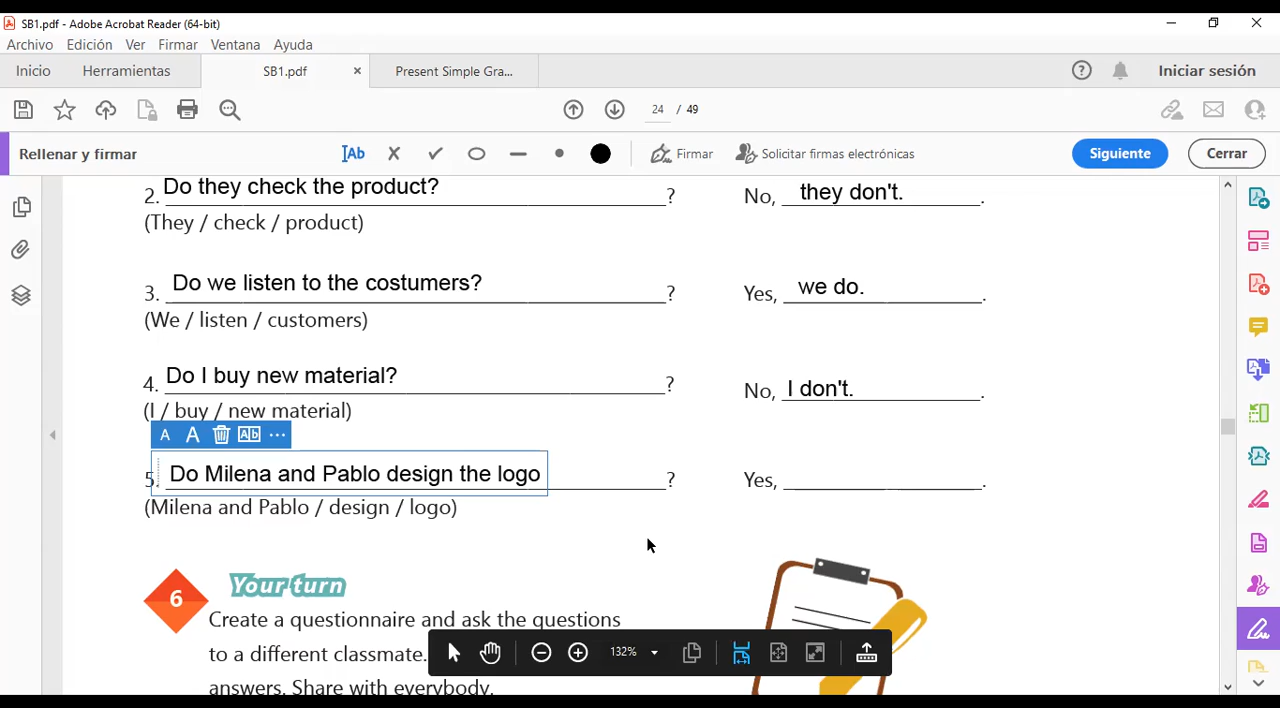 SB1.pdf - Adobe Acrobat Reader (64-bit)
Archivo Edición Ver Firmar Ventana Ayuda
Inicio Herramientas SB1.pdf × Present Simple Gra...
? Iniciar sesión
24 / 49
Rellenar y firmar
Ab Firmar Solicitar firmas electrónicas Siguiente Cerrar
2. Do they check the product? ? No, they don't. .
(They / check / product)
3. Do we listen to the costumers? ? Yes, we do. .
(We / listen / customers)
4. Do I buy new material? ? No, I don't. .
(I / buy / new material)
A A Ab ...
5. Do Milena and Pablo design the logo ? Yes, .
(Milena and Pablo / design / logo)
6 Your turn
Create a questionnaire and ask the questions
to a different classmate.
132%
answers. Share with everybody.